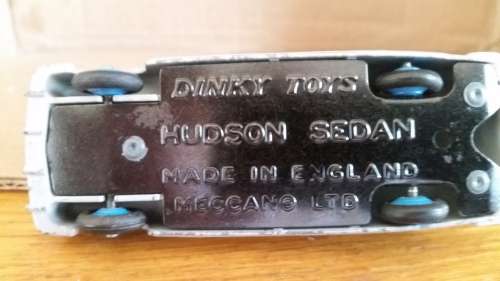 DINKY TOYS
HUDSON SEDAN
MADE IN ENGLAND
MECCANO LTD